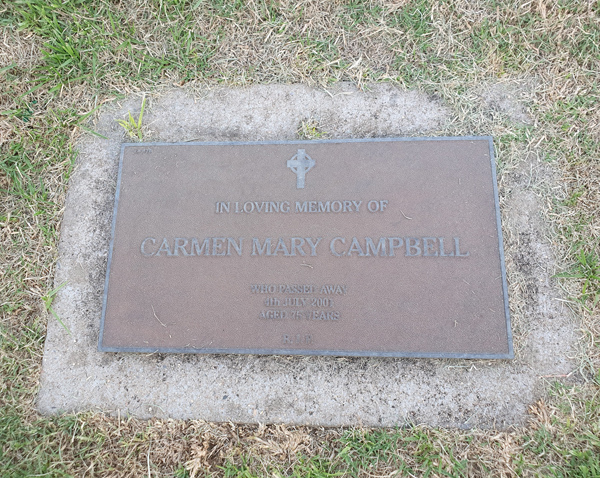 IN LOVING MEMORY OF
CARMEN MARY CAMPBELL
WHO PASSED AWAY
JULY 2001
AGED 75 YEARS
R.I.P.